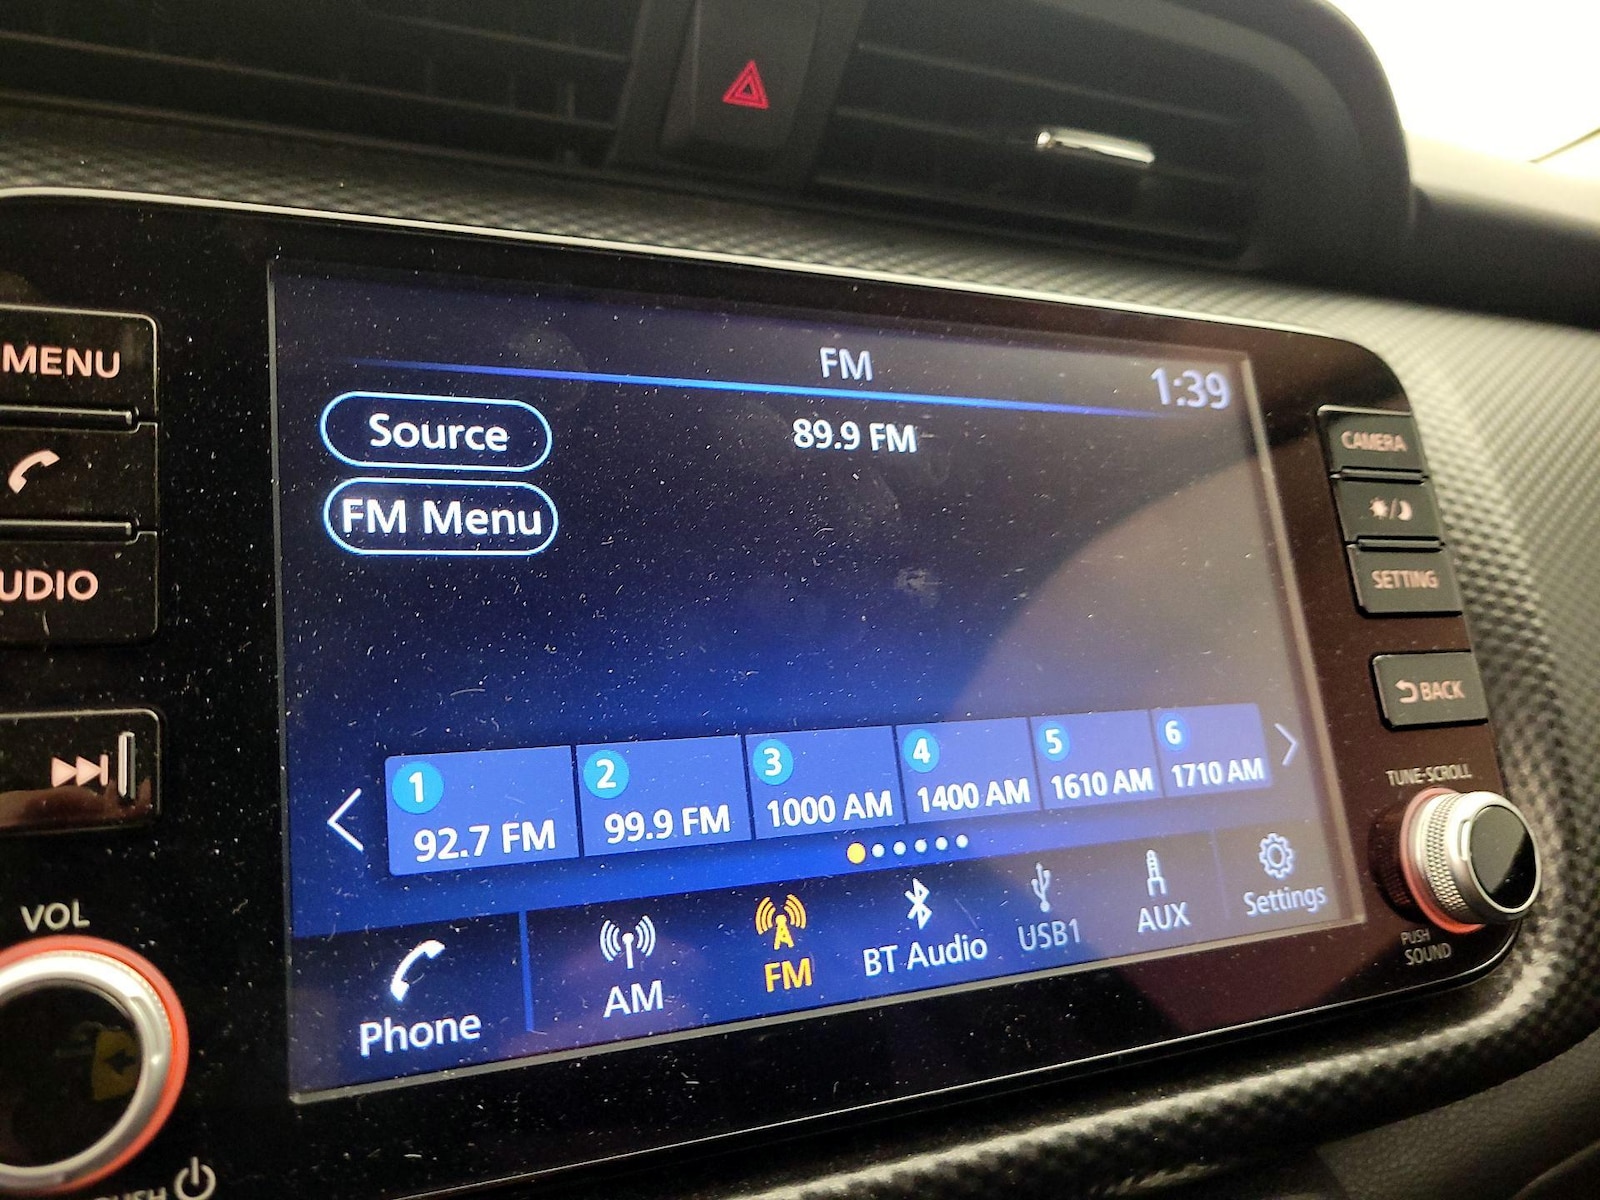 FM
1:39
Source
89.9 FM
FM Menu
1
92.7 FM
2
99.9 FM
3
1000 AM
4
1400 AM
5
1610 AM
6
1710 AM
Phone
AM
FM
BT Audio
USB1
AUX
Settings
MENU
UDIO
VOL
PUSH
CAMERA
/
SETTING
BACK
TUNE-SCROLL
PUSH
SOUND